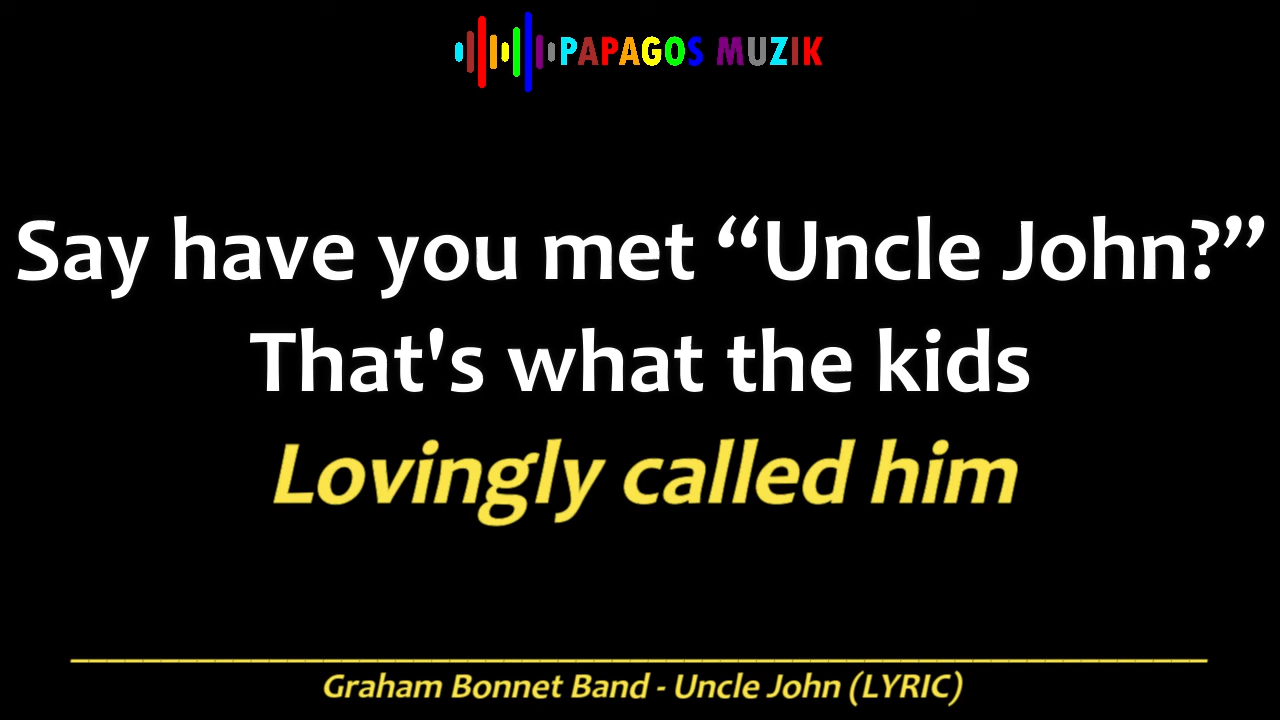 PAPAGOS MUZIK
Say have you met “Uncle John?”
That's what the kids
Lovingly called him
Graham Bonnet Band - Uncle John (LYRIC)